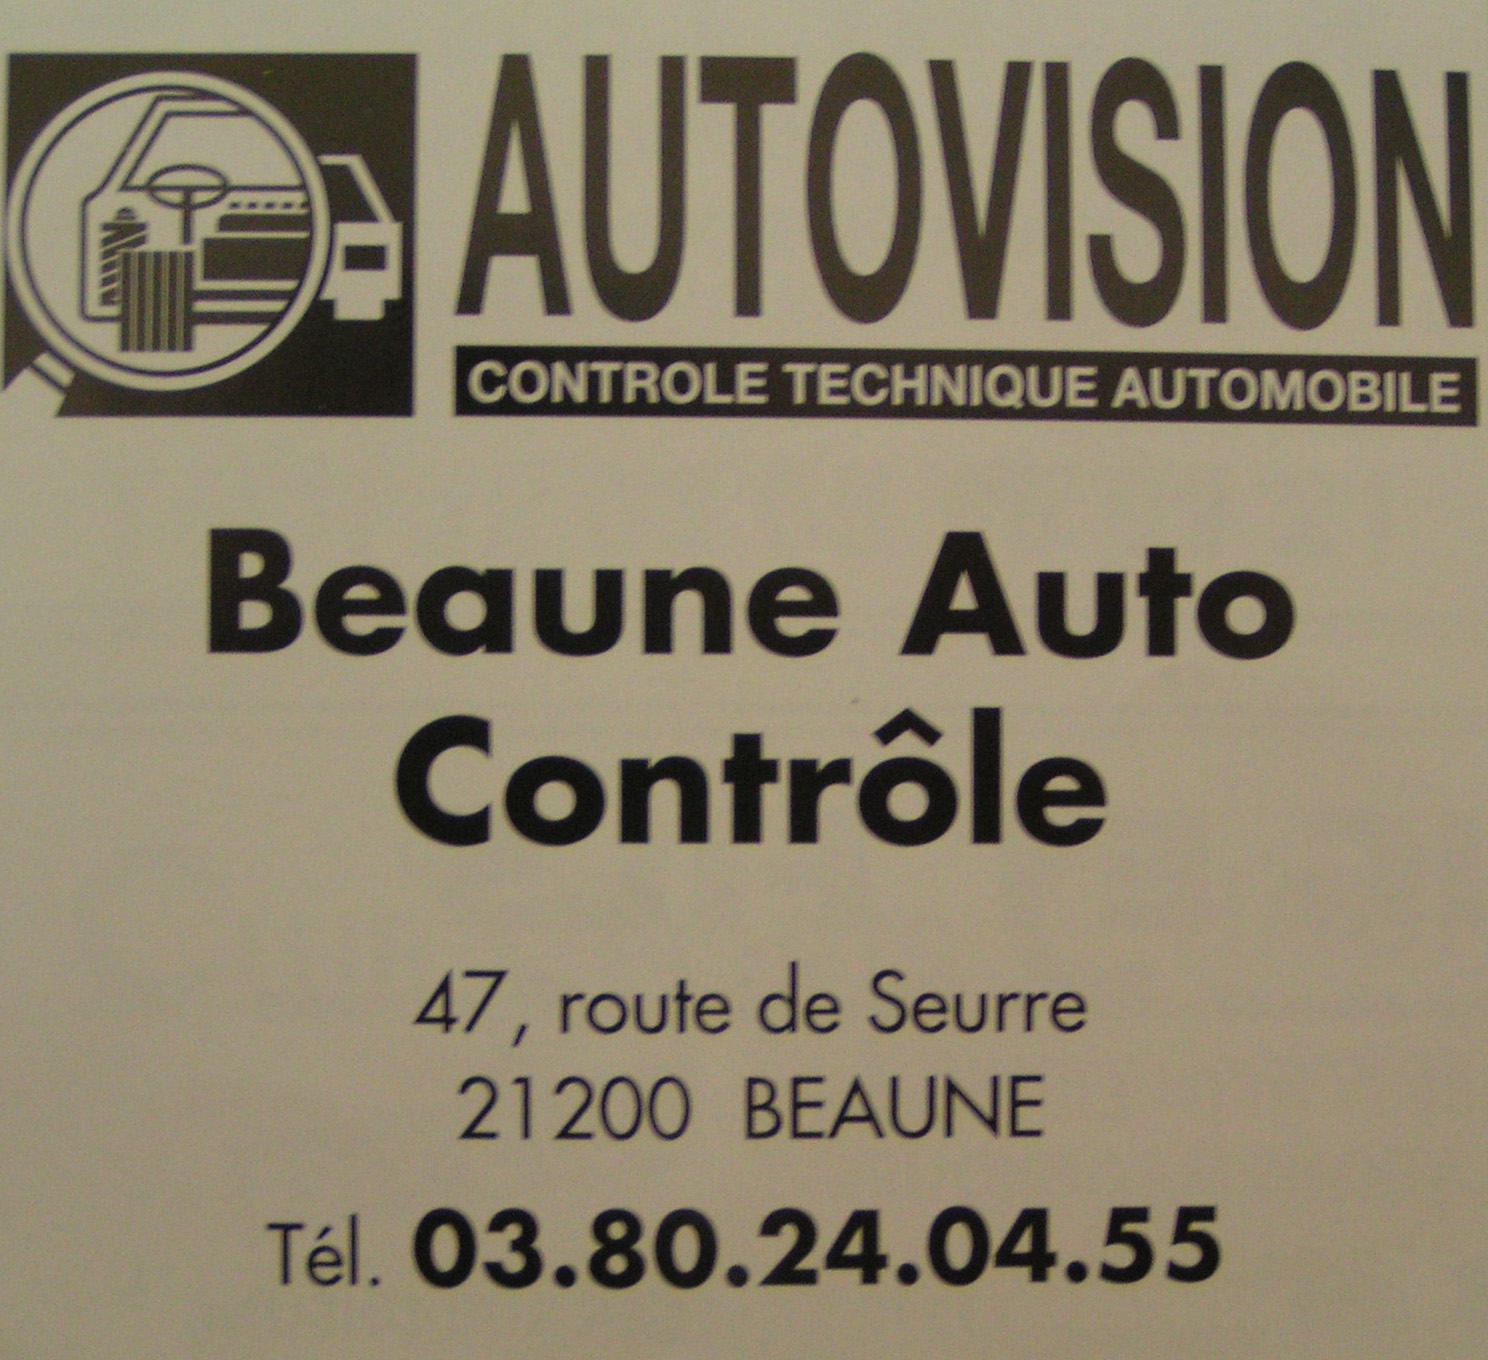 AUTOVISION
CONTROLE TECHNIQUE AUTOMOBILE
Beaune Auto
Contrôle
47, route de Seurre
21200 BEAUNE
Tél. 03.80.24.04.55